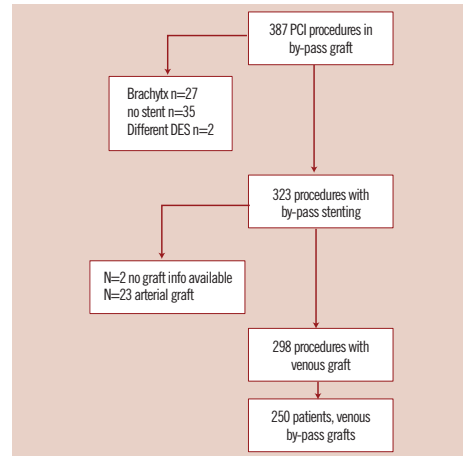 387 PCI procedures in
by-pass graft
Brachytx n=27
no stent n=35
Different DES n=2
323 procedures with
by-pass stenting
N=2 no graft info available
N=23 arterial graft
298 procedures with
venous graft
250 patients, venous
by-pass grafts